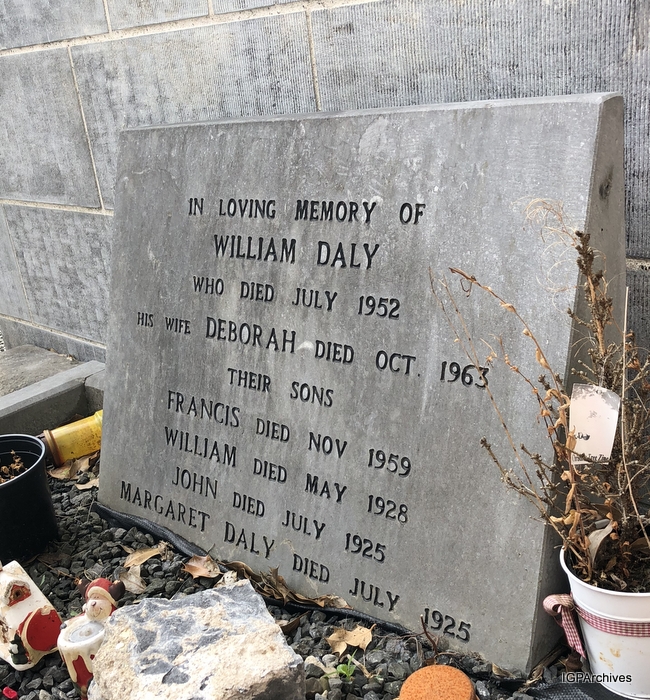 IN LOVING MEMORY OF
WILLIAM DALY
WHO DIED JULY 1952
HIS WIFE DEBORAH DIED OCT. 1963
THEIR SONS
FRANCIS DIED NOV 1959
WILLIAM DIED MAY 1928
JOHN DIED JULY 1925
MARGARET DALY DIED JULY 1925
IGPArchives